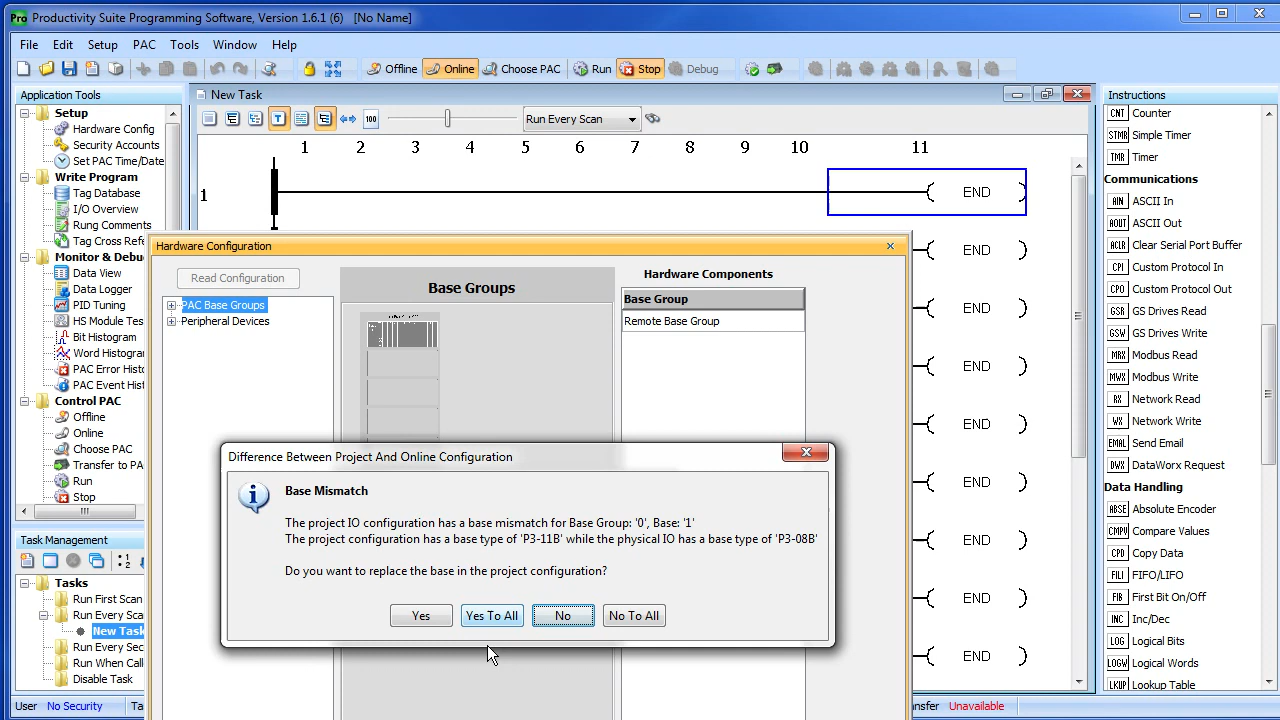 Pro Productivity Suite Programming Software, Version 1.6.1 (6) [No Name]
File Edit Setup PAC Tools Window Help
Offline Online Choose PAC Run Stop Debug
Application Tools
Setup
Hardware Config
Security Accounts
Set PAC Time/Date
Write Program
Tag Database
I/O Overview
Rung Comments
Tag Cross Refe
Monitor & Debu
Data View
Data Logger
PID Tuning
HS Module Tes
Bit Histogram
Word Histogra
PAC Error Histo
PAC Event Hist
Control PAC
Offline
Online
Choose PAC
Transfer to PA
Run
Stop
Task Management
Tasks
Run First Scan
Run Every Sca
New Task
Run Every Sec
Run When Call
Disable Task
User No Security Ta
New Task
T 100 Run Every Scan
1 2 3 4 5 6 7 8 9 10 11
1 END
END
END
END
END
END
END
END
END
Hardware Configuration
Read Configuration
PAC Base Groups
Peripheral Devices
Base Groups
Hardware Components
Base Group
Remote Base Group
Difference Between Project And Online Configuration
Base Mismatch
The project IO configuration has a base mismatch for Base Group: '0', Base: '1'
The project configuration has a base type of 'P3-11B' while the physical IO has a base type of 'P3-08B'
Do you want to replace the base in the project configuration?
Yes Yes To All No No To All
nsfer Unavailable
Instructions
CNT Counter
STMR Simple Timer
TMR Timer
Communications
AIN ASCII In
AOUT ASCII Out
ACLR Clear Serial Port Buffer
CPI Custom Protocol In
CPO Custom Protocol Out
GSR GS Drives Read
GSW GS Drives Write
MRX Modbus Read
MWX Modbus Write
RX Network Read
WX Network Write
EMAIL Send Email
DWX DataWorx Request
Data Handling
ABSE Absolute Encoder
CMPV Compare Values
CPD Copy Data
FILI FIFO/LIFO
FIB First Bit On/Off
INC Inc/Dec
LOGB Logical Bits
LOGW Logical Words
LKUP Lookup Table